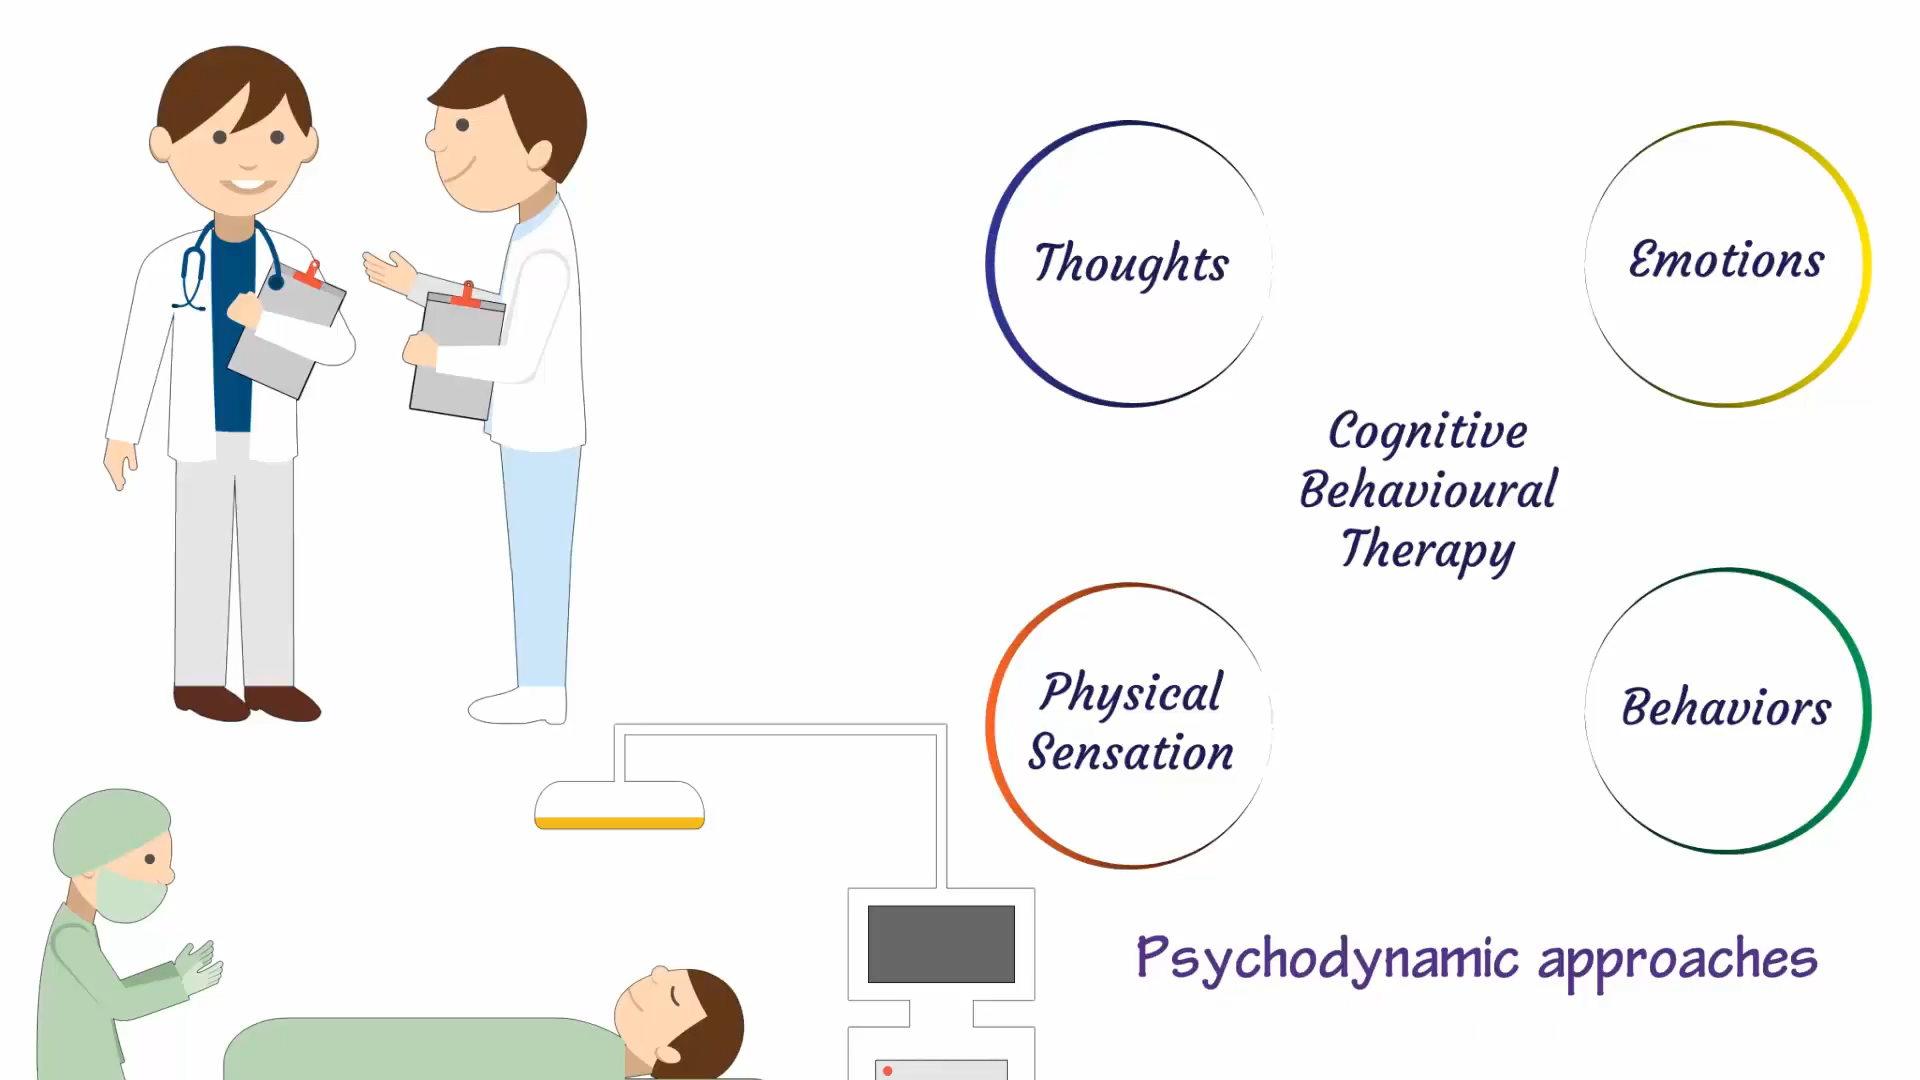 Thoughts
Emotions
Cognitive
Behavioural
Therapy
Physical
Sensation
Behaviors
Psychodynamic approaches